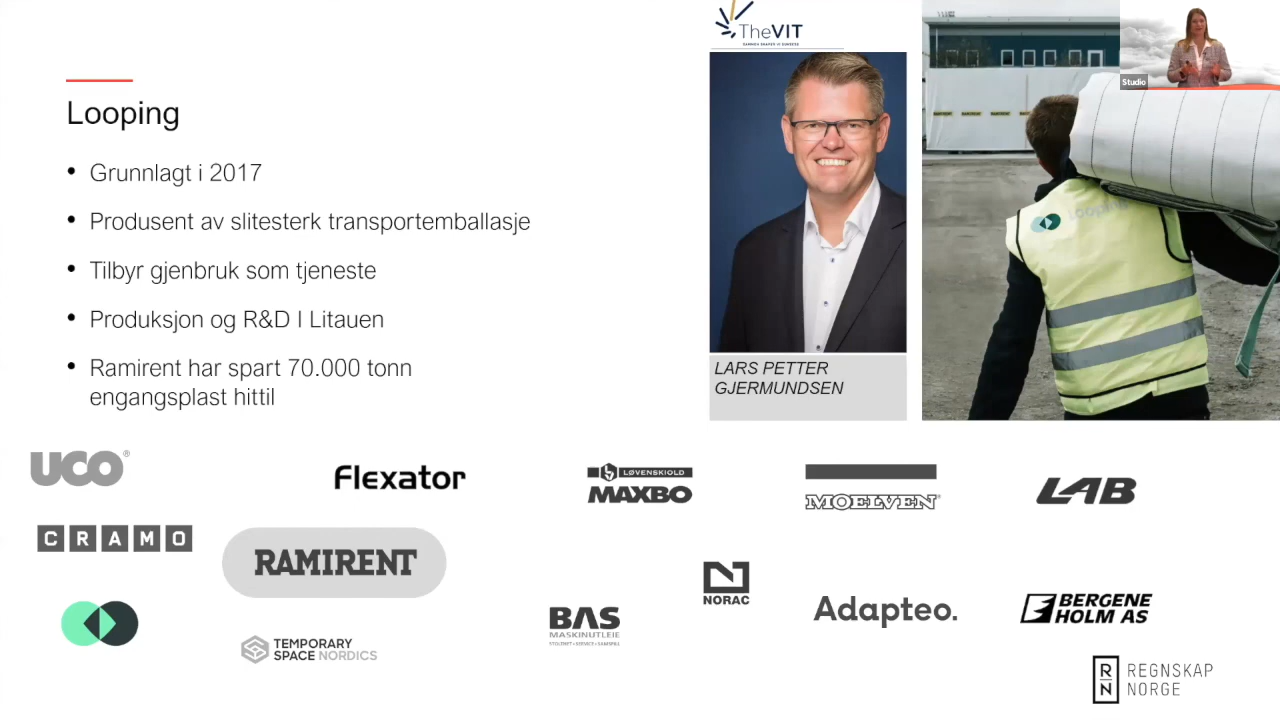 TheVIT
Studio
Looping
• Grunnlagt i 2017
• Produsent av slitesterk transportemballasje
• Tilbyr gjenbruk som tjeneste
• Produksjon og R&D I Litauen
• Ramirent har spart 70.000 tonn
engangsplast hittil
LARS PETTER
GJERMUNDSEN
UCO®
Flexator
LØVENSKIOLD
MAXBO
MOELVEN®
LAB
CRAMO
RAMIRENT
NORAC
BAS
MASKINUTLEIE
Adapteo.
BERGENE
HOLM AS
TEMPORARY
SPACE NORDICS
RN
REGNSKAP
NORGE